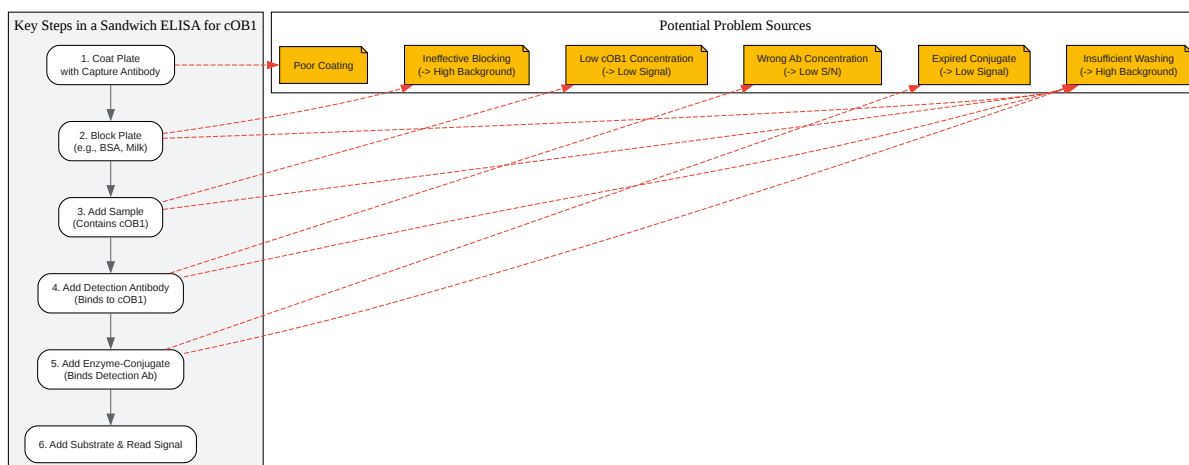 Key Steps in a Sandwich ELISA for cOB1
1. Coat Plate
with Capture Antibody
2. Block Plate
(e.g., BSA, Milk)
3. Add Sample
(Contains cOB1)
4. Add Detection Antibody
(Binds to cOB1)
5. Add Enzyme-Conjugate
(Binds Detection Ab)
6. Add Substrate & Read Signal
Potential Problem Sources
Poor Coating
Ineffective Blocking
(-> High Background)
Low cOB1 Concentration
(-> Low Signal)
Wrong Ab Concentration
(-> Low S/N)
Expired Conjugate
(-> Low Signal)
Insufficient Washing
(-> High Background)